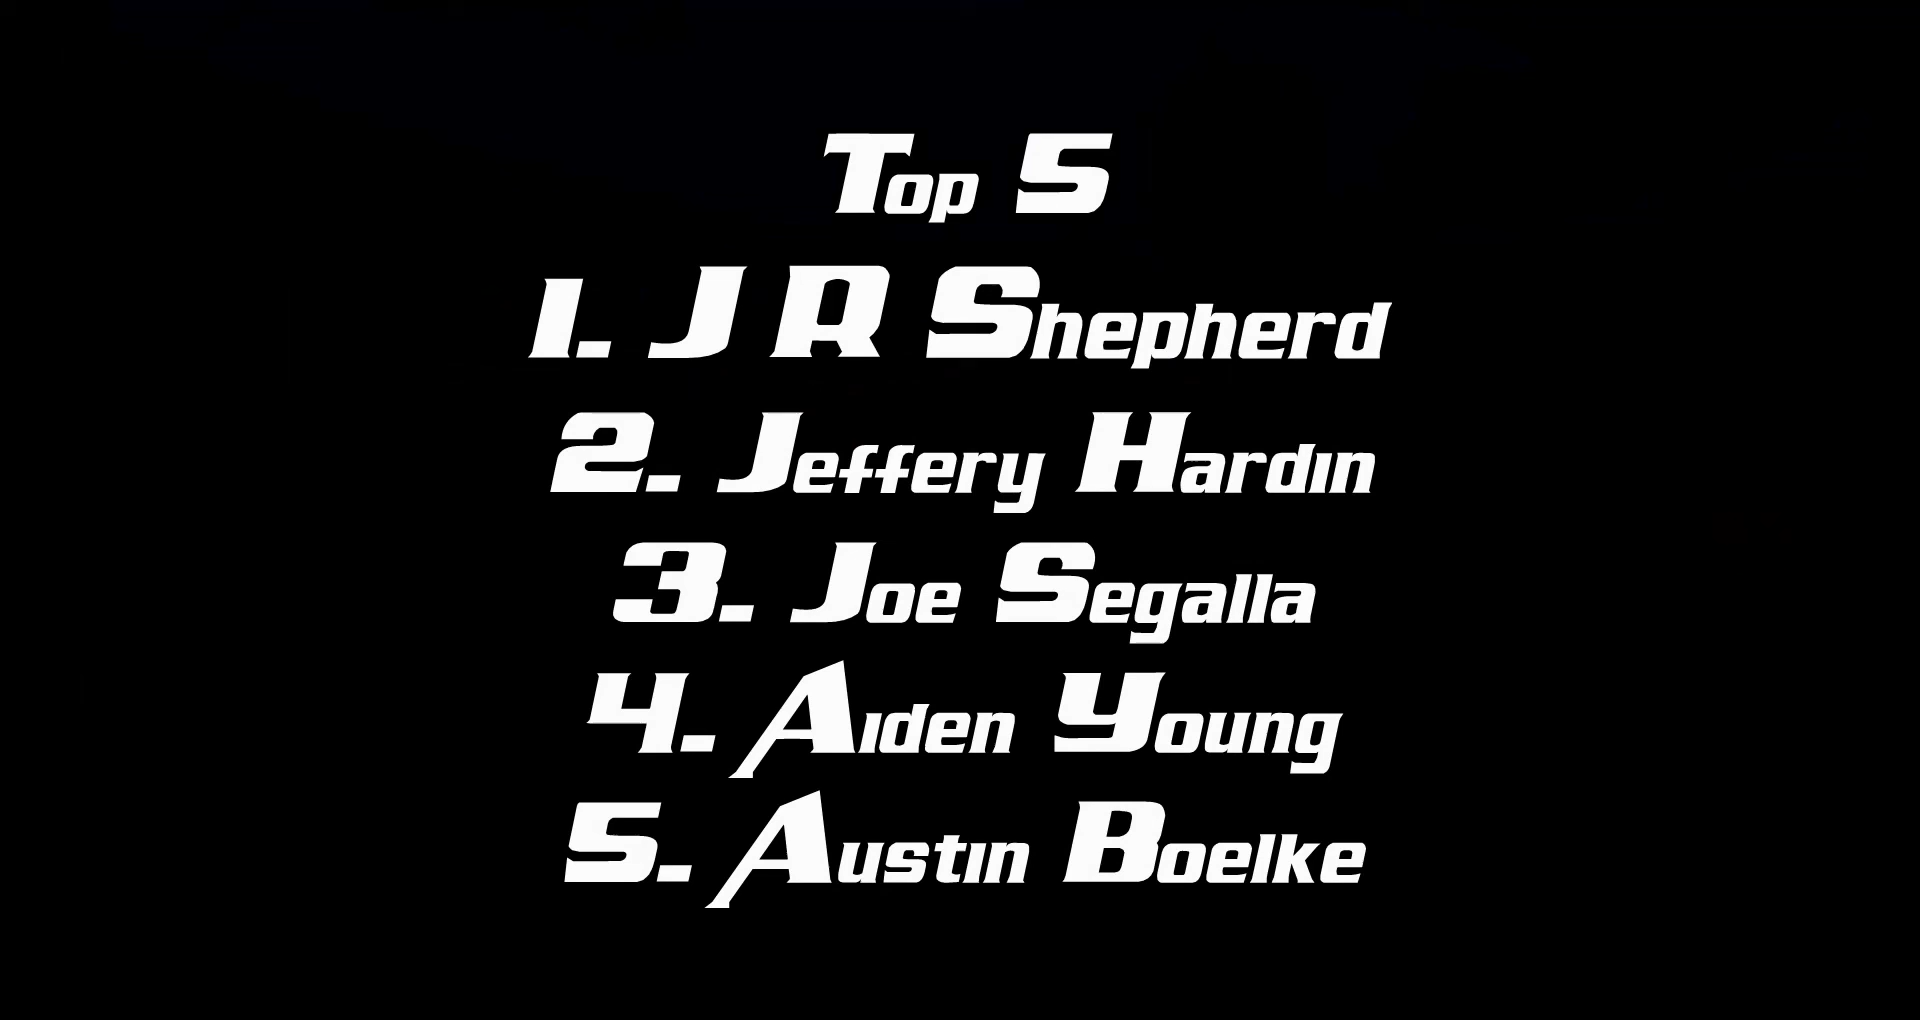 Top 5
1. J R Shepherd
2. Jeffery Hardin
3. Joe Segalla
4. Aiden Young
5. Austin Boelke